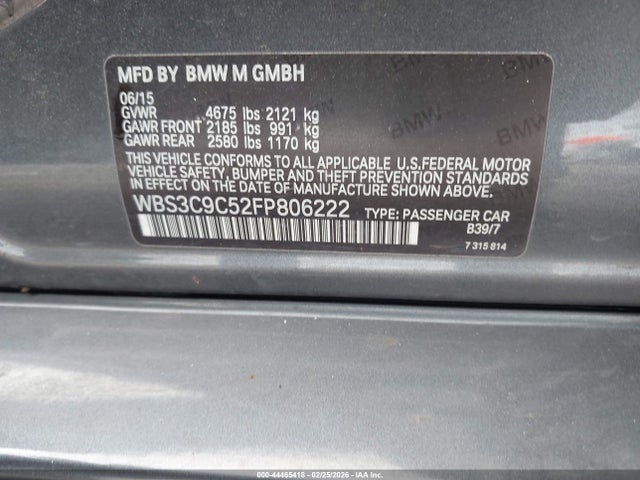 MFD BY BMW M GMBH
06/15
GVWR 4675 lbs 2121 kg
GAWR FRONT 2185 lbs 991 kg
GAWR REAR 2580 lbs 1170 kg
THIS VEHICLE CONFORMS TO ALL APPLICABLE U.S.FEDERAL MOTOR
VEHICLE SAFETY, BUMPER AND THEFT PREVENTION STANDARDS
IN EFFECT ON THE DATE OF MANUFACTURE SHOWN ABOVE.
WBS3C9C52FP806222 TYPE: PASSENGER CAR
B39/7
7 315 814
000-44465418 - 02/25/2026 - IAA Inc.